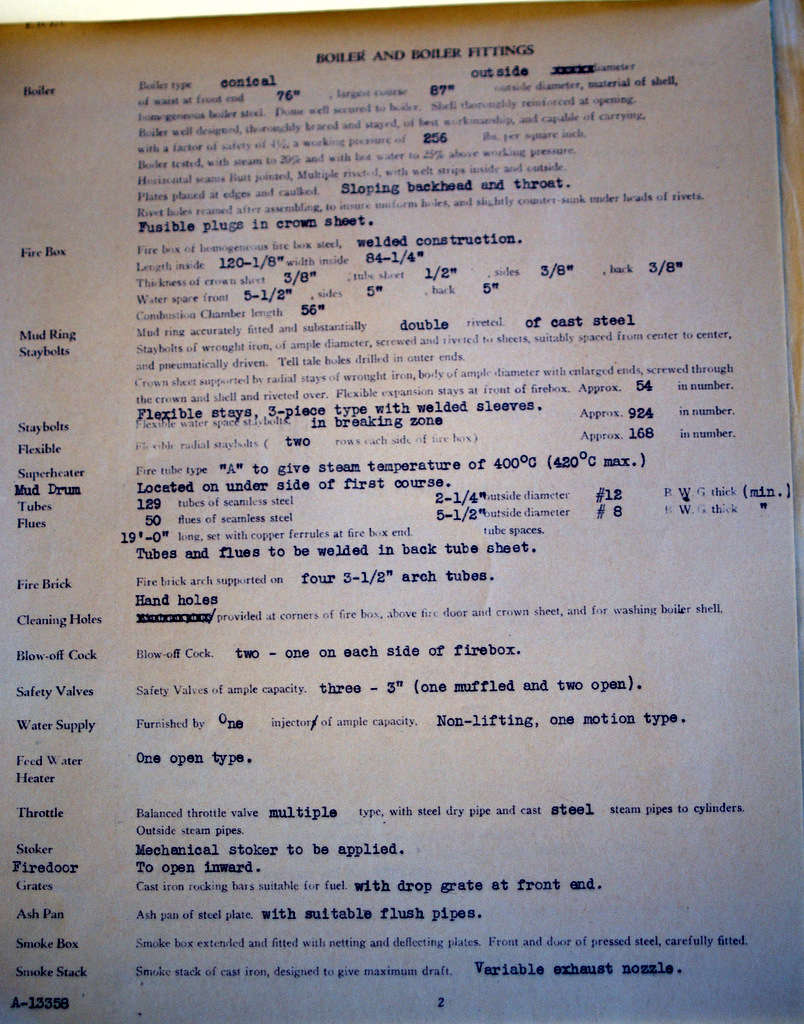 BOILER AND BOILER FITTINGS
Boiler Boiler type conical outside diameter
of waist at front end 76" , largest course 87" outside diameter, material of shell,
homogeneous boiler steel. Dome well secured to boiler. Shell thoroughly reinforced at opening.
Boiler well designed, thoroughly braced and stayed, of best workmanship, and capable of carrying,
with a factor of safety of 4½, a working pressure of 256 lbs. per square inch.
Boiler tested, with steam to 20% and with hot water to 25% above working pressure.
Horizontal seams Butt jointed, Multiple riveted, with welt strips inside and outside.
Plates planed at edges and caulked. Sloping backhead and throat.
Rivet holes reamed after assembling, to insure uniform holes, and slightly counter-sunk under heads of rivets.
Fusible plugs in crown sheet.
Fire Box Fire box of homogeneous fire box steel, welded construction.
Length inside 120-1/8" width inside 84-1/4"
Thickness of crown sheet 3/8" , tube sheet 1/2" , sides 3/8" , back 3/8"
Water space front 5-1/2" , sides 5" , back 5"
Combustion Chamber length 56"
Mud Ring Mud ring accurately fitted and substantially double riveted. of cast steel
Staybolts Staybolts of wrought iron, of ample diameter, screwed and riveted to sheets, suitably spaced from center to center,
and pneumatically driven. Tell tale holes drilled in outer ends.
Crown sheet supported by radial stays of wrought iron, body of ample diameter with enlarged ends, screwed through
the crown and shell and riveted over. Flexible expansion stays at front of firebox. Approx. 54 in number.
Flexible stays, 3-piece type with welded sleeves.
Staybolts Flexible water space staybolts. in breaking zone Approx. 924 in number.
Flexible Flexible radial staybolts ( two rows each side of fire box) Approx. 168 in number.
Superheater Fire tube type "A" to give steam temperature of 400°C (420°C max.)
Mud Drum Located on under side of first course.
Tubes 129 tubes of seamless steel 2-1/4" outside diameter #12 B. W. G. thick (min.)
Flues 50 flues of seamless steel 5-1/2" outside diameter # 8 B. W. G. thick "
19'-0" long, set with copper ferrules at fire box end. tube spaces.
Tubes and flues to be welded in back tube sheet.
Fire Brick Fire brick arch supported on four 3-1/2" arch tubes.
Hand holes
Cleaning Holes provided at corners of fire box, above fire door and crown sheet, and for washing boiler shell.
Blow-off Cock Blow-off Cock. two - one on each side of firebox.
Safety Valves Safety Valves of ample capacity. three - 3" (one muffled and two open).
Water Supply Furnished by One injector/ of ample capacity. Non-lifting, one motion type.
Feed Water One open type.
Heater
Throttle Balanced throttle valve multiple type, with steel dry pipe and cast steel steam pipes to cylinders.
Outside steam pipes.
Stoker Mechanical stoker to be applied.
Firedoor To open inward.
Grates Cast iron rocking bars suitable for fuel. with drop grate at front end.
Ash Pan Ash pan of steel plate. with suitable flush pipes.
Smoke Box Smoke box extended and fitted with netting and deflecting plates. Front and door of pressed steel, carefully fitted.
Smoke Stack Smoke stack of cast iron, designed to give maximum draft. Variable exhaust nozzle.
A-13358 2